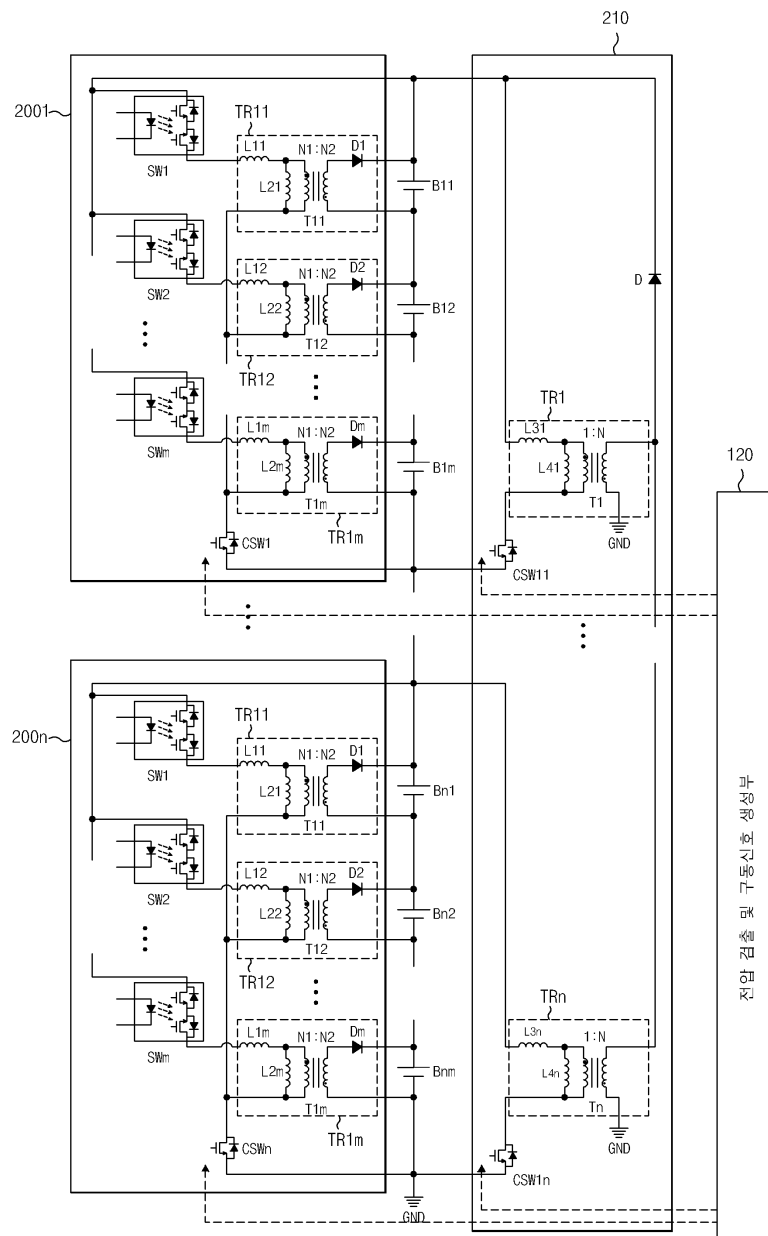 210
2001
TR11
L11
N1:N2
D1
L21
SW1
B11
T11
L12
N1:N2
D2
SW2
L22
B12
D
T12
TR12
TR1
L31
1:N
L1m
N1:N2
Dm
SWm
L2m
B1m
L41
120
T1m
T1
TR1m
GND
CSW1
CSW11
TR11
200n
L11
N1:N2
D1
L21
SW1
Bn1
T11
L12
N1:N2
D2
SW2
L22
Bn2
T12
TR12
TRn
L3n
1:N
L1m
N1:N2
Dm
SWm
L2m
Bnm
L4n
T1m
Tn
TR1m
GND
CSWn
CSW1n
GND
전압 검출 및 구동신호 생성부